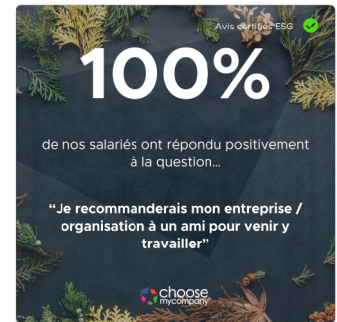 Avis certifiés ESG
100%
de nos salariés ont répondu positivement
à la question...
“Je recommanderais mon entreprise /
organisation à un ami pour venir y
travailler”
choose
mycompany